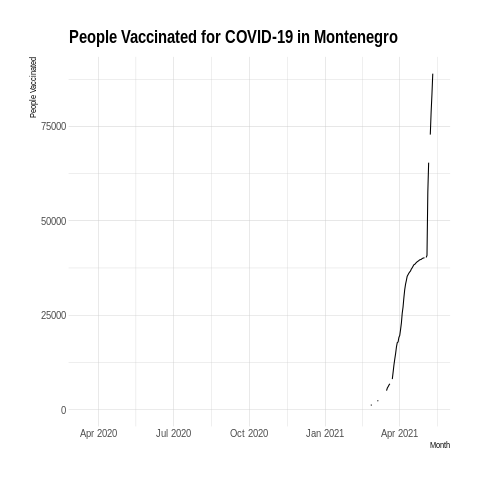 People Vaccinated for COVID-19 in Montenegro
People Vaccinated
75000
50000
25000
0
Apr 2020 Jul 2020 Oct 2020 Jan 2021 Apr 2021
Month